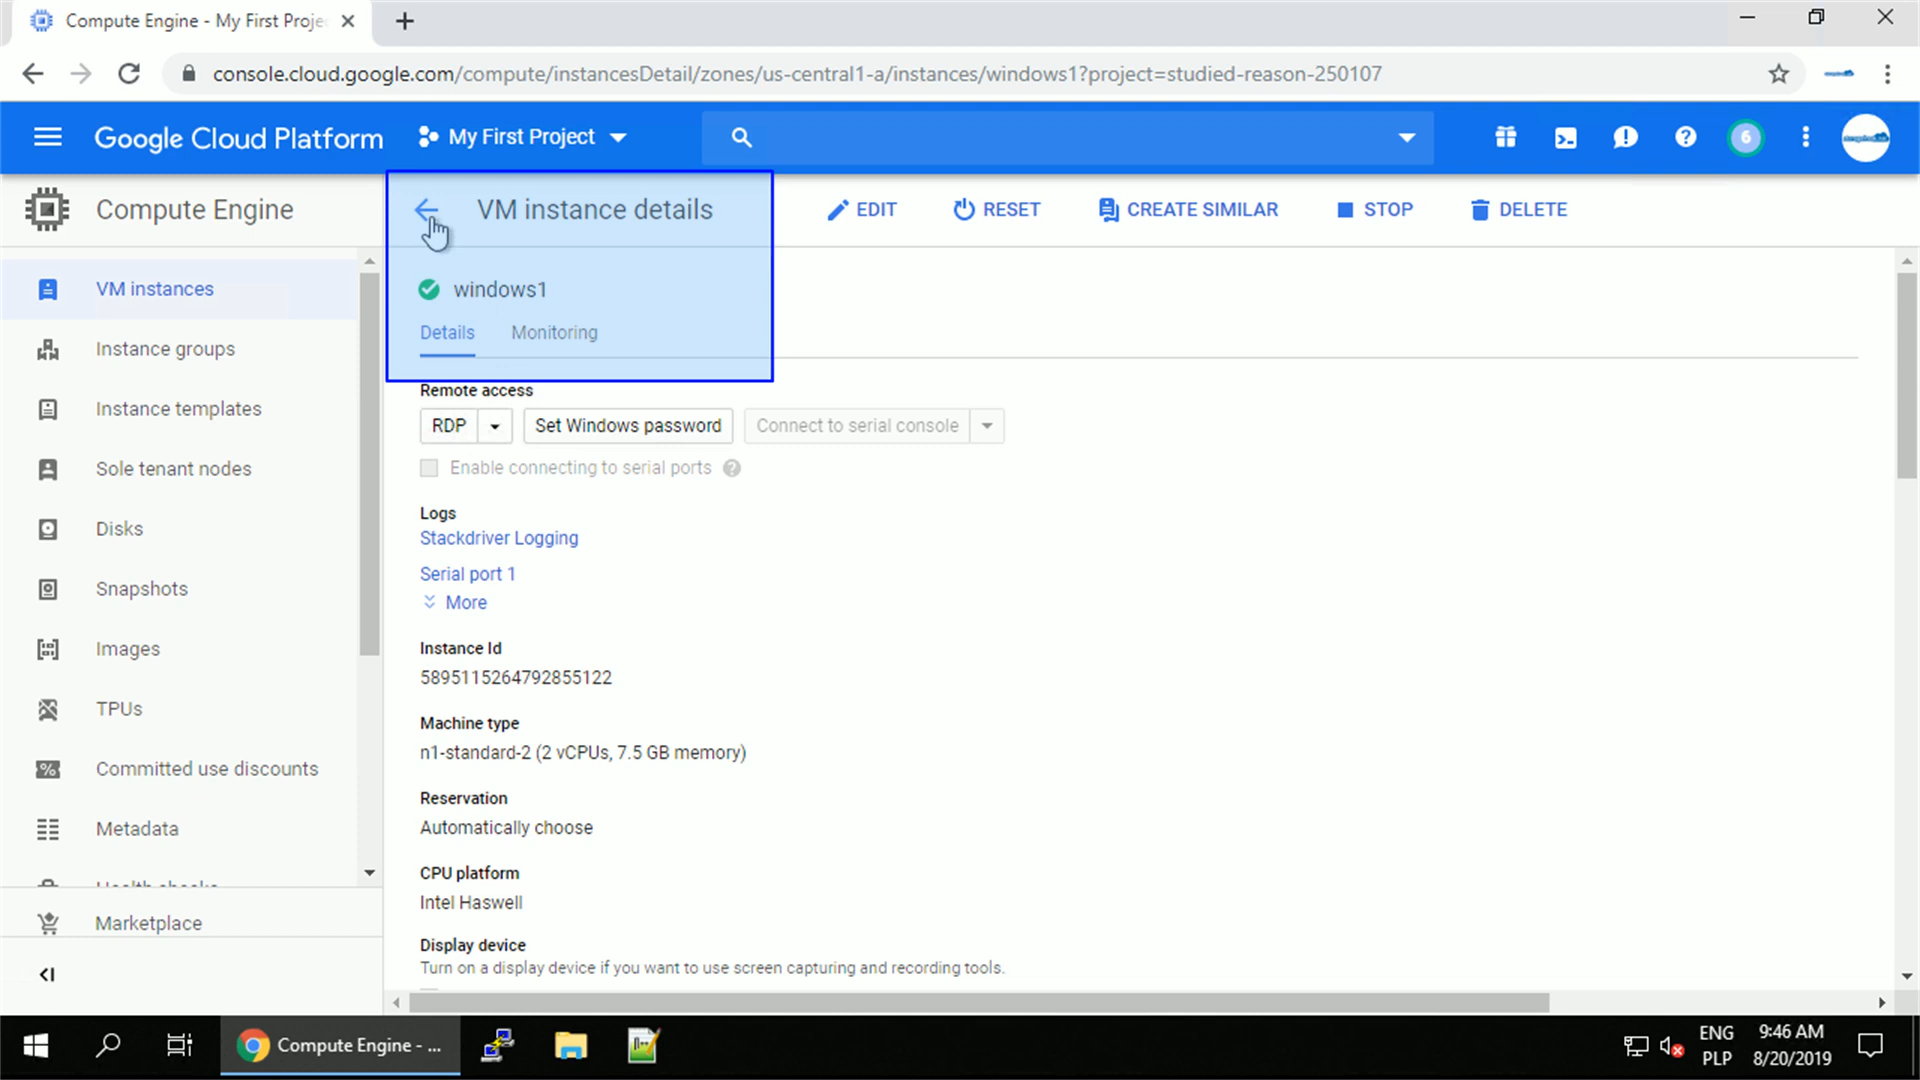 Compute Engine - My First Proje
console.cloud.google.com/compute/instancesDetail/zones/us-central1-a/instances/windows1?project=studied-reason-250107
Google Cloud Platform
My First Project
6
Compute Engine
VM instance details
EDIT
RESET
CREATE SIMILAR
STOP
DELETE
VM instances
Instance groups
Instance templates
Sole tenant nodes
Disks
Snapshots
Images
TPUs
Committed use discounts
Metadata
Health checks
Marketplace
windows1
Details
Monitoring
Remote access
RDP
Set Windows password
Connect to serial console
Enable connecting to serial ports
Logs
Stackdriver Logging
Serial port 1
More
Instance Id
5895115264792855122
Machine type
n1-standard-2 (2 vCPUs, 7.5 GB memory)
Reservation
Automatically choose
CPU platform
Intel Haswell
Display device
Turn on a display device if you want to use screen capturing and recording tools.
Compute Engine - ...
ENG
PLP
9:46 AM
8/20/2019